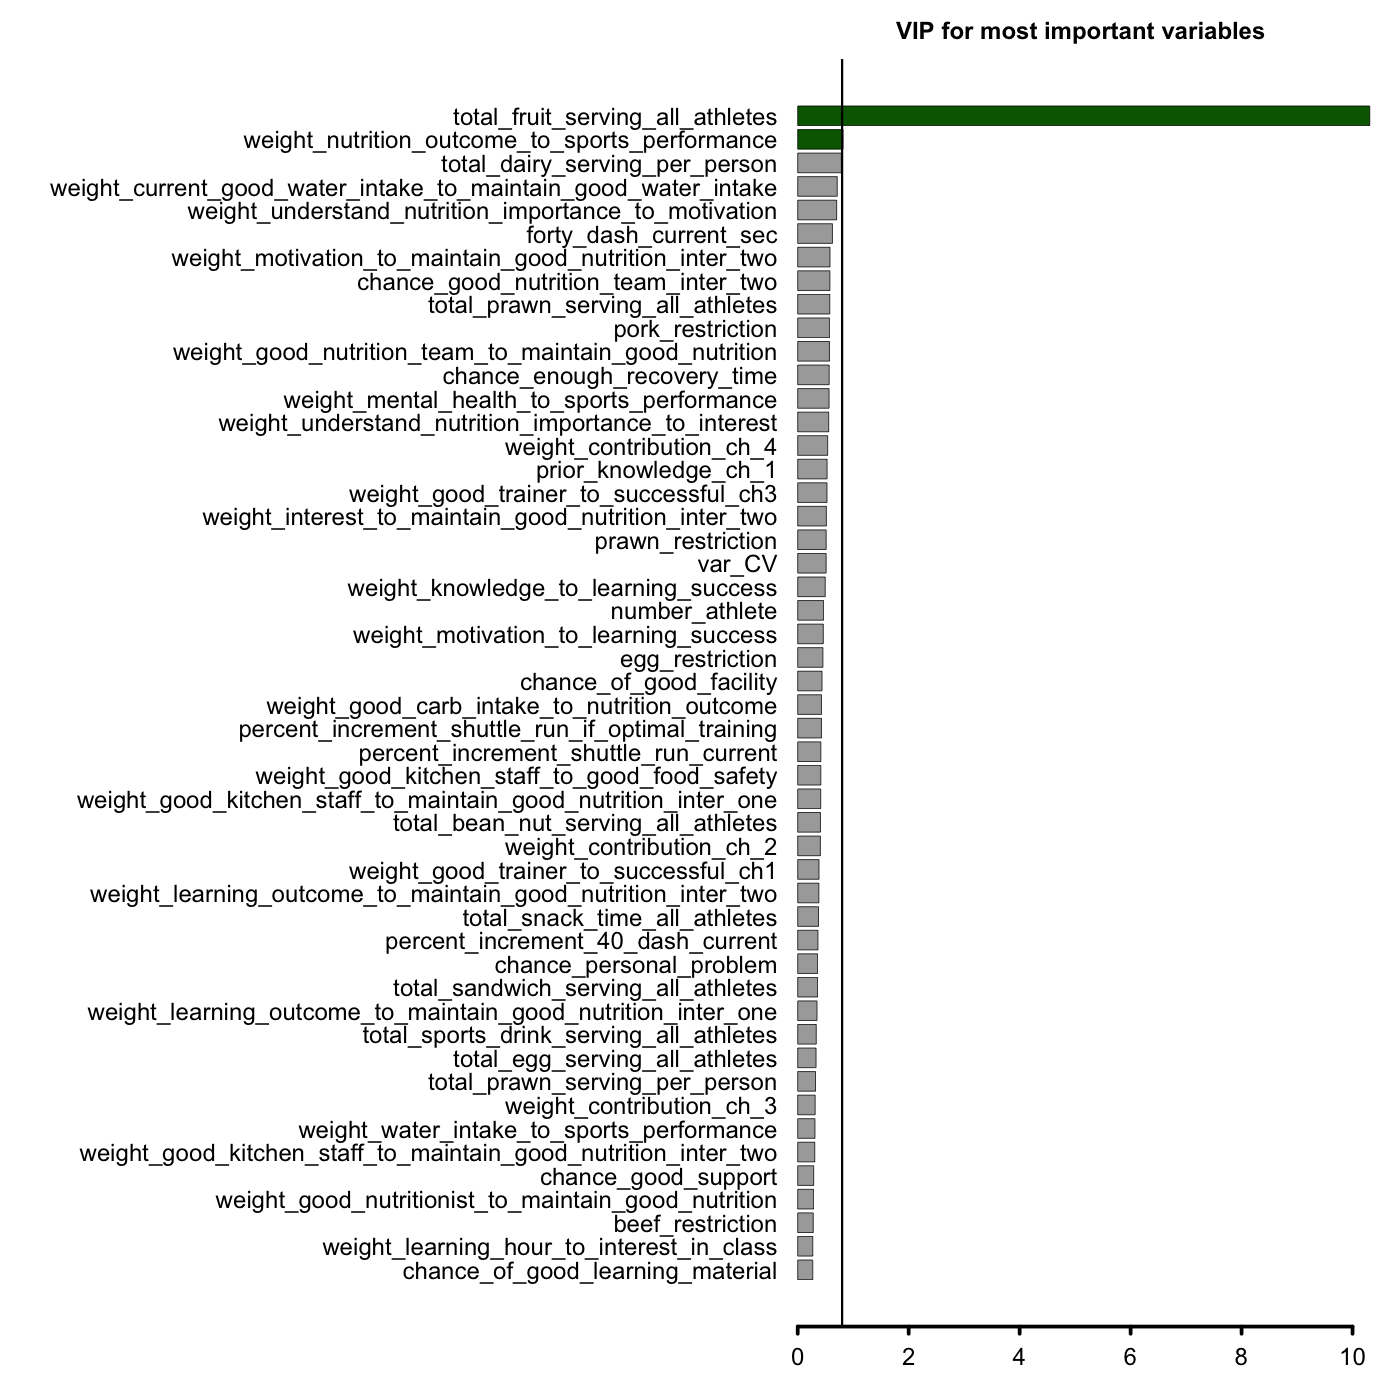 VIP for most important variables
total_fruit_serving_all_athletes
weight_nutrition_outcome_to_sports_performance
total_dairy_serving_per_person
weight_current_good_water_intake_to_maintain_good_water_intake
weight_understand_nutrition_importance_to_motivation
forty_dash_current_sec
weight_motivation_to_maintain_good_nutrition_inter_two
chance_good_nutrition_team_inter_two
total_prawn_serving_all_athletes
pork_restriction
weight_good_nutrition_team_to_maintain_good_nutrition
chance_enough_recovery_time
weight_mental_health_to_sports_performance
weight_understand_nutrition_importance_to_interest
weight_contribution_ch_4
prior_knowledge_ch_1
weight_good_trainer_to_successful_ch3
weight_interest_to_maintain_good_nutrition_inter_two
prawn_restriction
var_CV
weight_knowledge_to_learning_success
number_athlete
weight_motivation_to_learning_success
egg_restriction
chance_of_good_facility
weight_good_carb_intake_to_nutrition_outcome
percent_increment_shuttle_run_if_optimal_training
percent_increment_shuttle_run_current
weight_good_kitchen_staff_to_good_food_safety
weight_good_kitchen_staff_to_maintain_good_nutrition_inter_one
total_bean_nut_serving_all_athletes
weight_contribution_ch_2
weight_good_trainer_to_successful_ch1
weight_learning_outcome_to_maintain_good_nutrition_inter_two
total_snack_time_all_athletes
percent_increment_40_dash_current
chance_personal_problem
total_sandwich_serving_all_athletes
weight_learning_outcome_to_maintain_good_nutrition_inter_one
total_sports_drink_serving_all_athletes
total_egg_serving_all_athletes
total_prawn_serving_per_person
weight_contribution_ch_3
weight_water_intake_to_sports_performance
weight_good_kitchen_staff_to_maintain_good_nutrition_inter_two
chance_good_support
weight_good_nutritionist_to_maintain_good_nutrition
beef_restriction
weight_learning_hour_to_interest_in_class
chance_of_good_learning_material
0 2 4 6 8 10